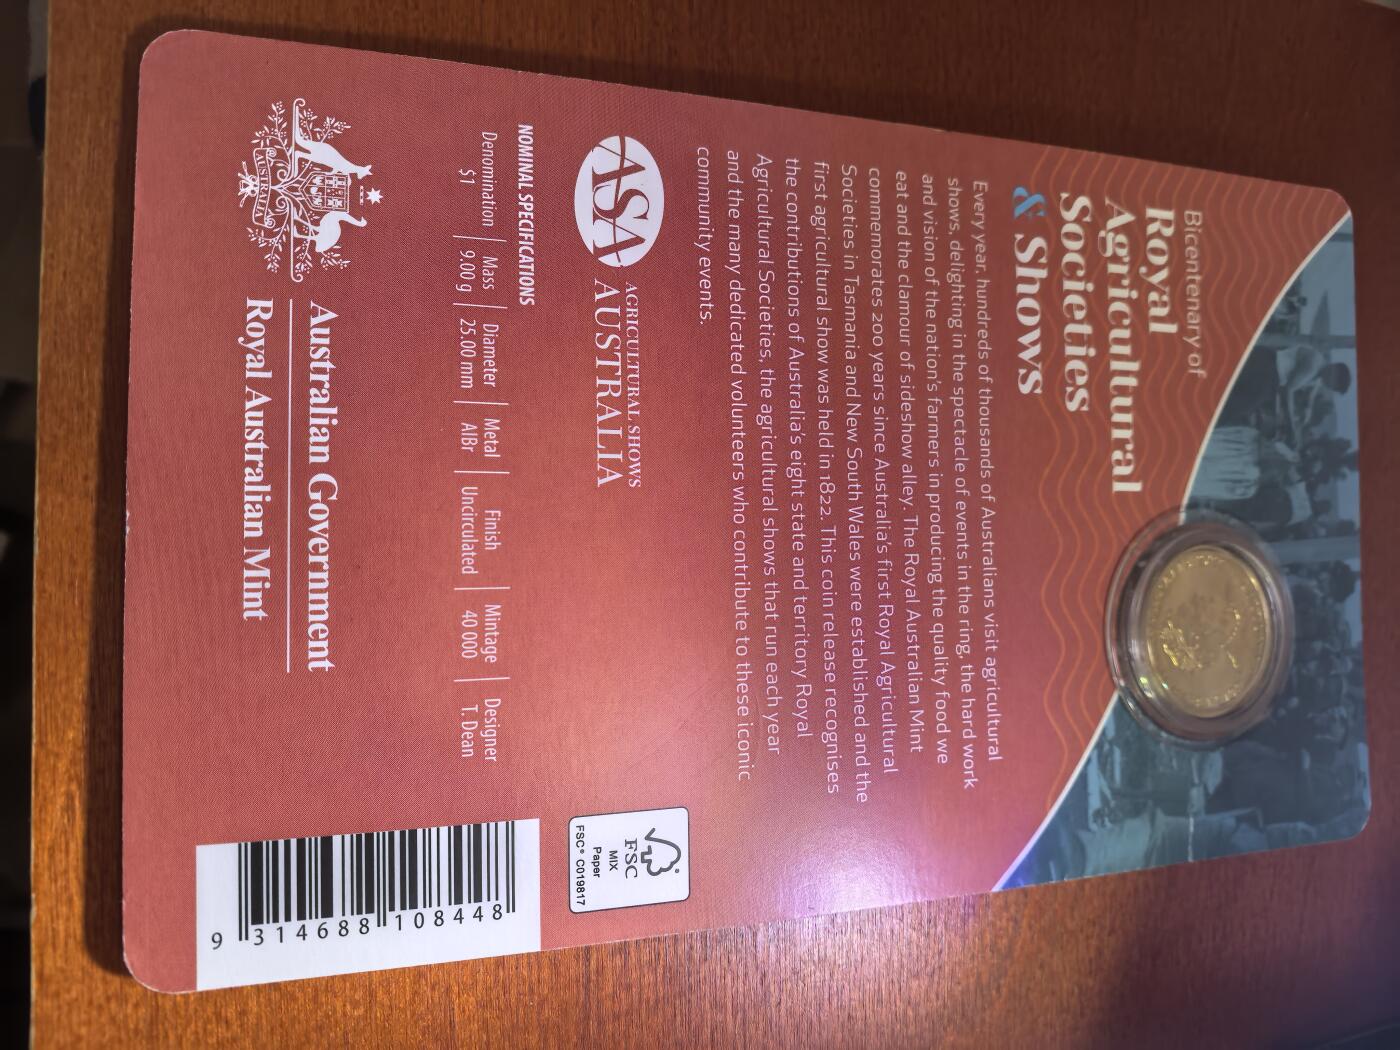 Bicentenary of
Royal
Agricultural
Societies
& Shows
Every year, hundreds of thousands of Australians visit agricultural
shows, delighting in the spectacle of events in the ring, the hard work
and vision of the nation's farmers in producing the quality food we
eat and the clamour of sideshow alley. The Royal Australian Mint
commemorates 200 years since Australia's first Royal Agricultural
Societies in Tasmania and New South Wales were established and the
first agricultural show was held in 1822. This coin release recognises
the contributions of Australia's eight state and territory Royal
Agricultural Societies, the agricultural shows that run each year
and the many dedicated volunteers who contribute to these iconic
community events.
ASA
AGRICULTURAL SHOWS
AUSTRALIA
FSC
MIX
Paper
FSC® C019817
NOMINAL SPECIFICATIONS
Denomination | Mass | Diameter | Metal | Finish | Mintage | Designer
$1 | 9.00 g | 25.00 mm | AlBr | Uncirculated | 40 000 | T. Dean
AUSTRALIA
Australian Government
Royal Australian Mint
9 314688 108448